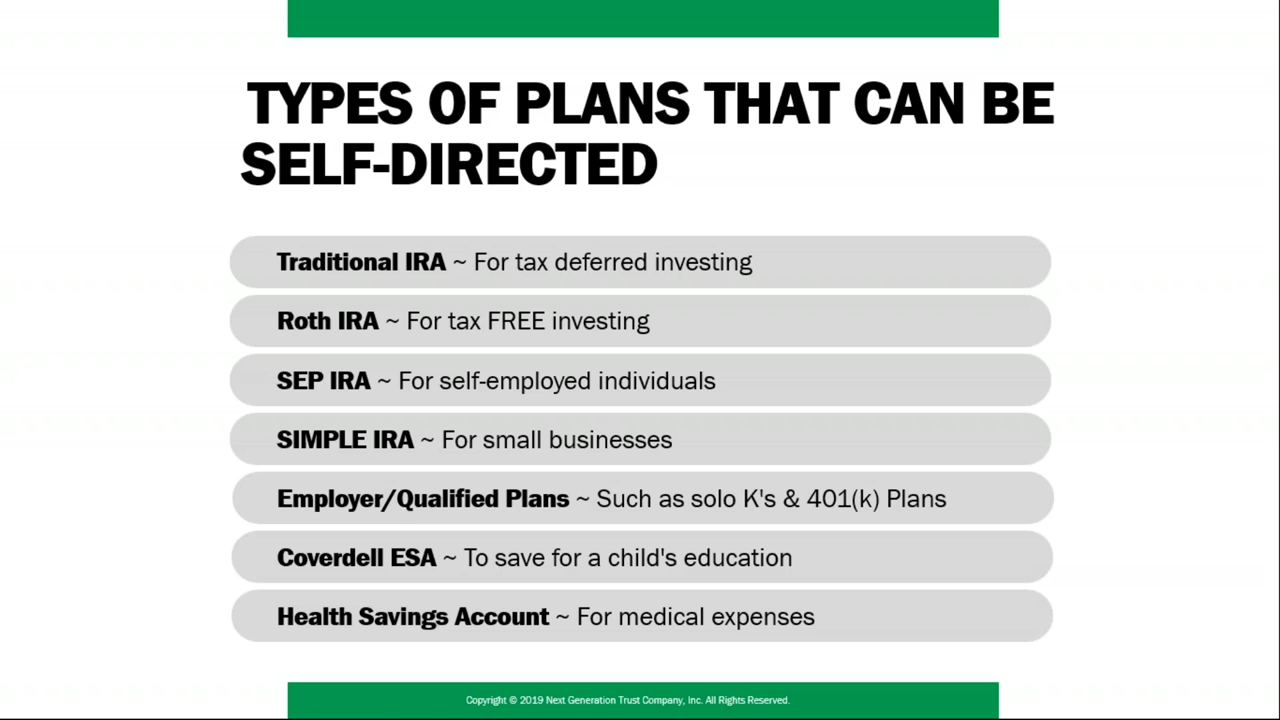 TYPES OF PLANS THAT CAN BE
SELF-DIRECTED
Traditional IRA ~ For tax deferred investing
Roth IRA ~ For tax FREE investing
SEP IRA ~ For self-employed individuals
SIMPLE IRA ~ For small businesses
Employer/Qualified Plans ~ Such as solo K's & 401(k) Plans
Coverdell ESA ~ To save for a child's education
Health Savings Account ~ For medical expenses
Copyright © 2019 Next Generation Trust Company, Inc. All Rights Reserved.